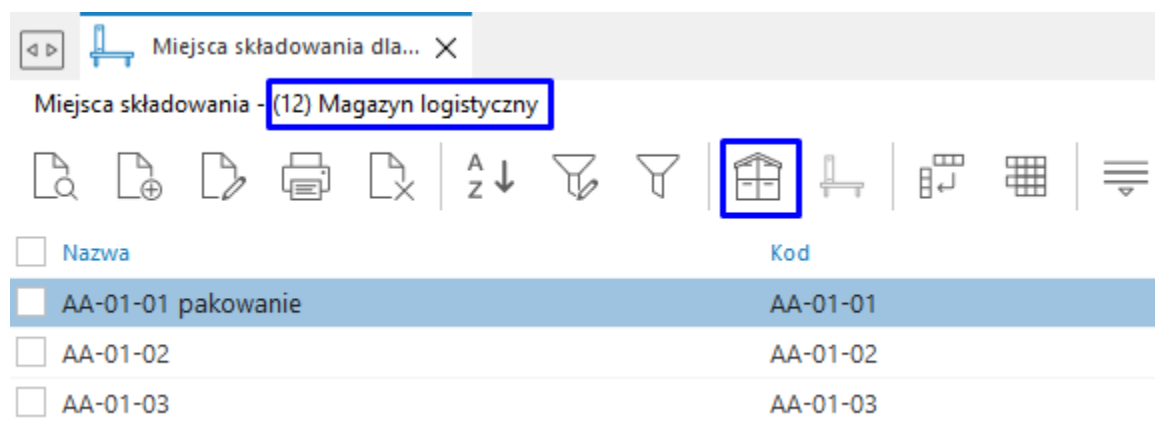 Miejsca składowania dla...
Miejsca składowania - (12) Magazyn logistyczny
A
Z
Nazwa Kod
AA-01-01 pakowanie AA-01-01
AA-01-02 AA-01-02
AA-01-03 AA-01-03